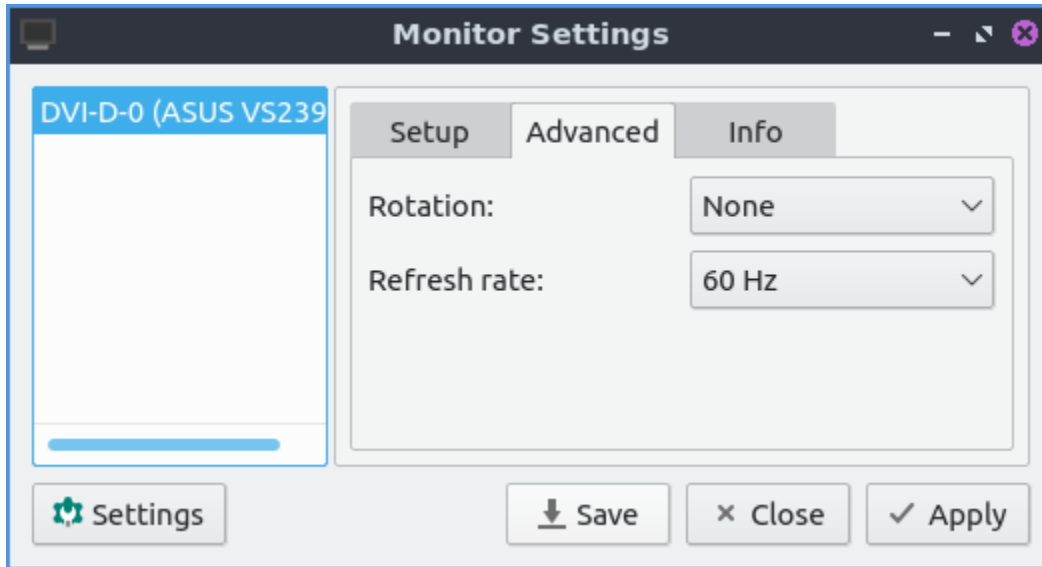 Monitor Settings
DVI-D-0 (ASUS VS239
Setup Advanced Info
Rotation: None
Refresh rate: 60 Hz
Settings Save Close Apply